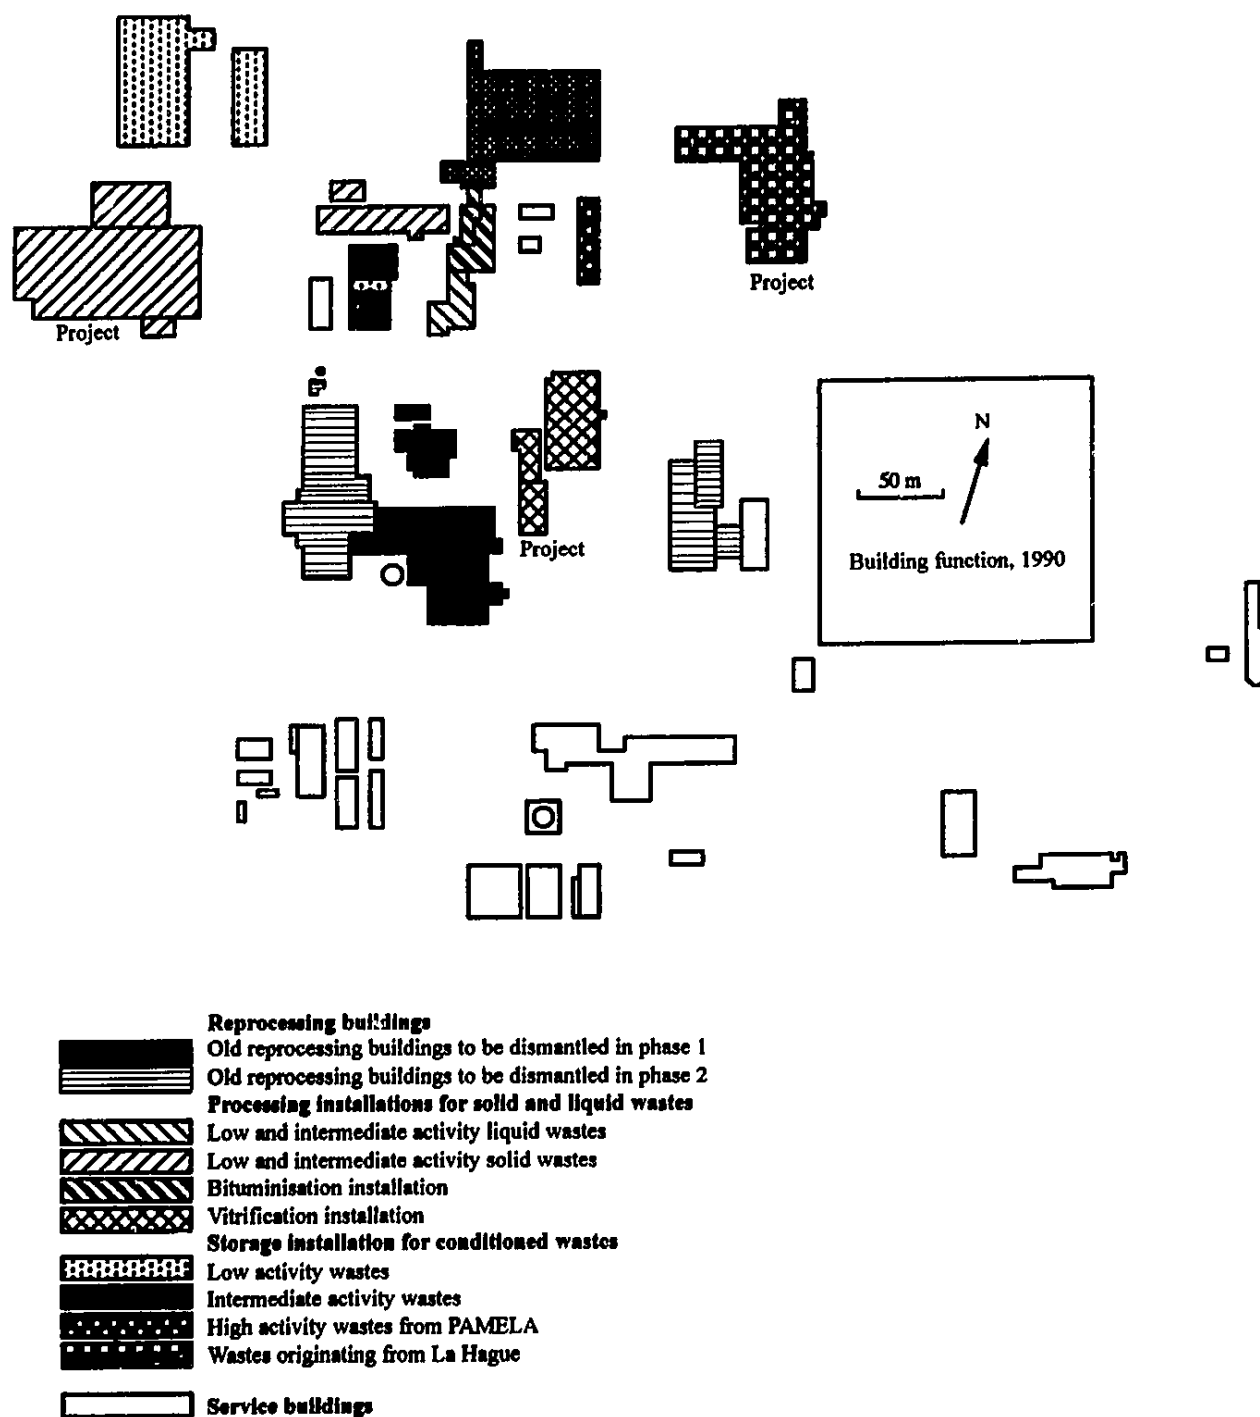 Project
Project
Project
N
50 m
Building function, 1990
Reprocessing buildings
Old reprocessing buildings to be dismantled in phase 1
Old reprocessing buildings to be dismantled in phase 2
Processing installations for solid and liquid wastes
Low and intermediate activity liquid wastes
Low and intermediate activity solid wastes
Bituminisation installation
Vitrification installation
Storage installation for conditioned wastes
Low activity wastes
Intermediate activity wastes
High activity wastes from PAMELA
Wastes originating from La Hague
Service buildings